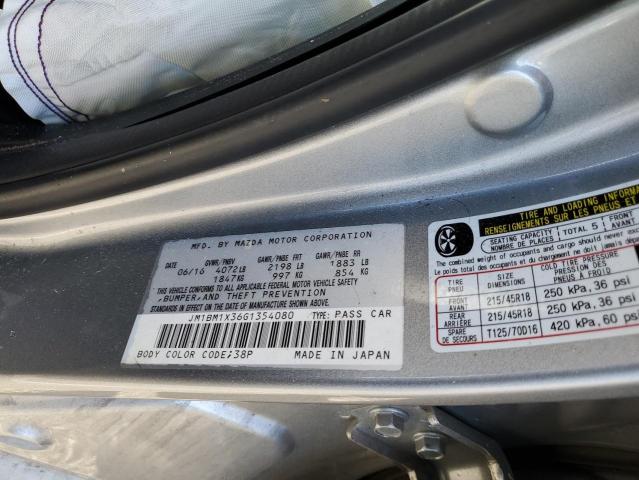 MFD. BY MAZDA MOTOR CORPORATION
DATE GVWR/PNBV GAWR/PNBE FRT GAWR/PNBE RR
06/16 4072 LB 2198 LB 1883 LB
1847 KG 997 KG 854 KG
THIS VEHICLE CONFORMS TO ALL APPLICABLE FEDERAL MOTOR VEHICLE SAFETY
, BUMPER, AND THEFT PREVENTION
STANDARDS IN EFFECT ON THE DATE OF MANUFACTURE SHOWN ABOVE.
JM1BM1X36G1354080 TYPE: PASS CAR
BODY COLOR CODE;38P MADE IN JAPAN
TIRE AND LOADING INFORMA
RENSEIGNEMENTS SUR LES PNEUS ET
SEATING CAPACITY TOTAL 5 FRONT
NOMBRE DE PLACES AVANT
The combined weight of occupants and cargo should never
Le poids total des occupants et du chargement ne doit jamais
TIRE PNEU SIZE DIMENSIONS COLD TIRE PRESSURE PRESSION DES PNEUS A FROID
FRONT AVANT 215/45R18 250 kPa, 36 psi
REAR ARRIÈRE 215/45R18 250 kPa, 36 psi
SPARE DE SECOURS T125/70D16 420 kPa, 60 psi